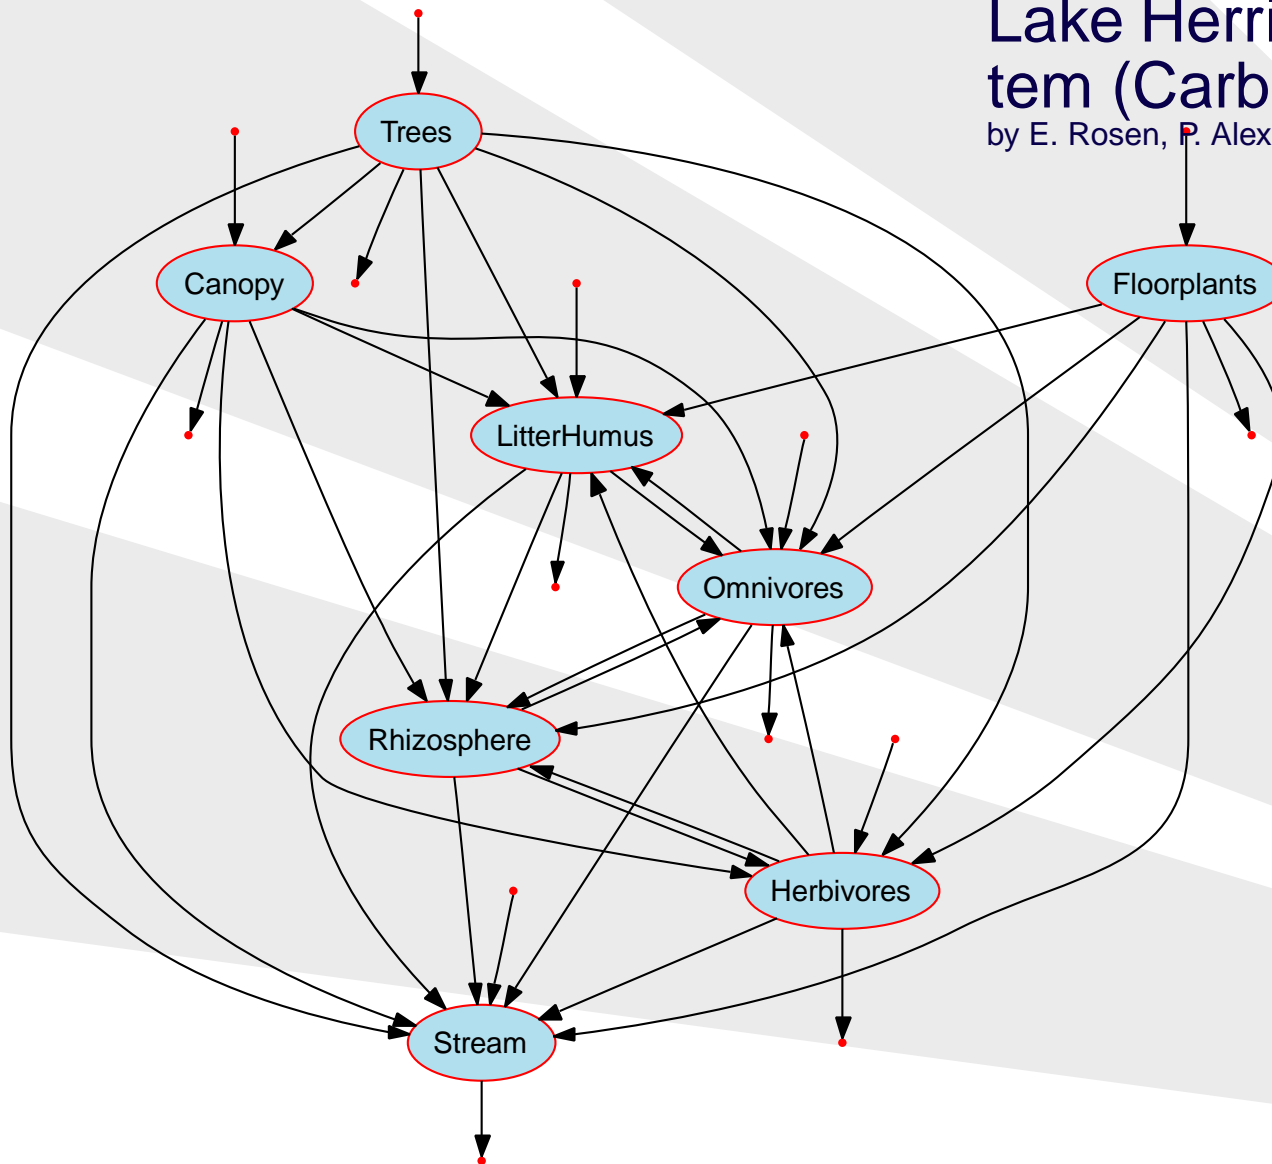 Lake Herri
tem (Carb
by E. Rosen, P. Alex
Trees
Canopy
Floorplants
LitterHumus
Omnivores
Rhizosphere
Herbivores
Stream